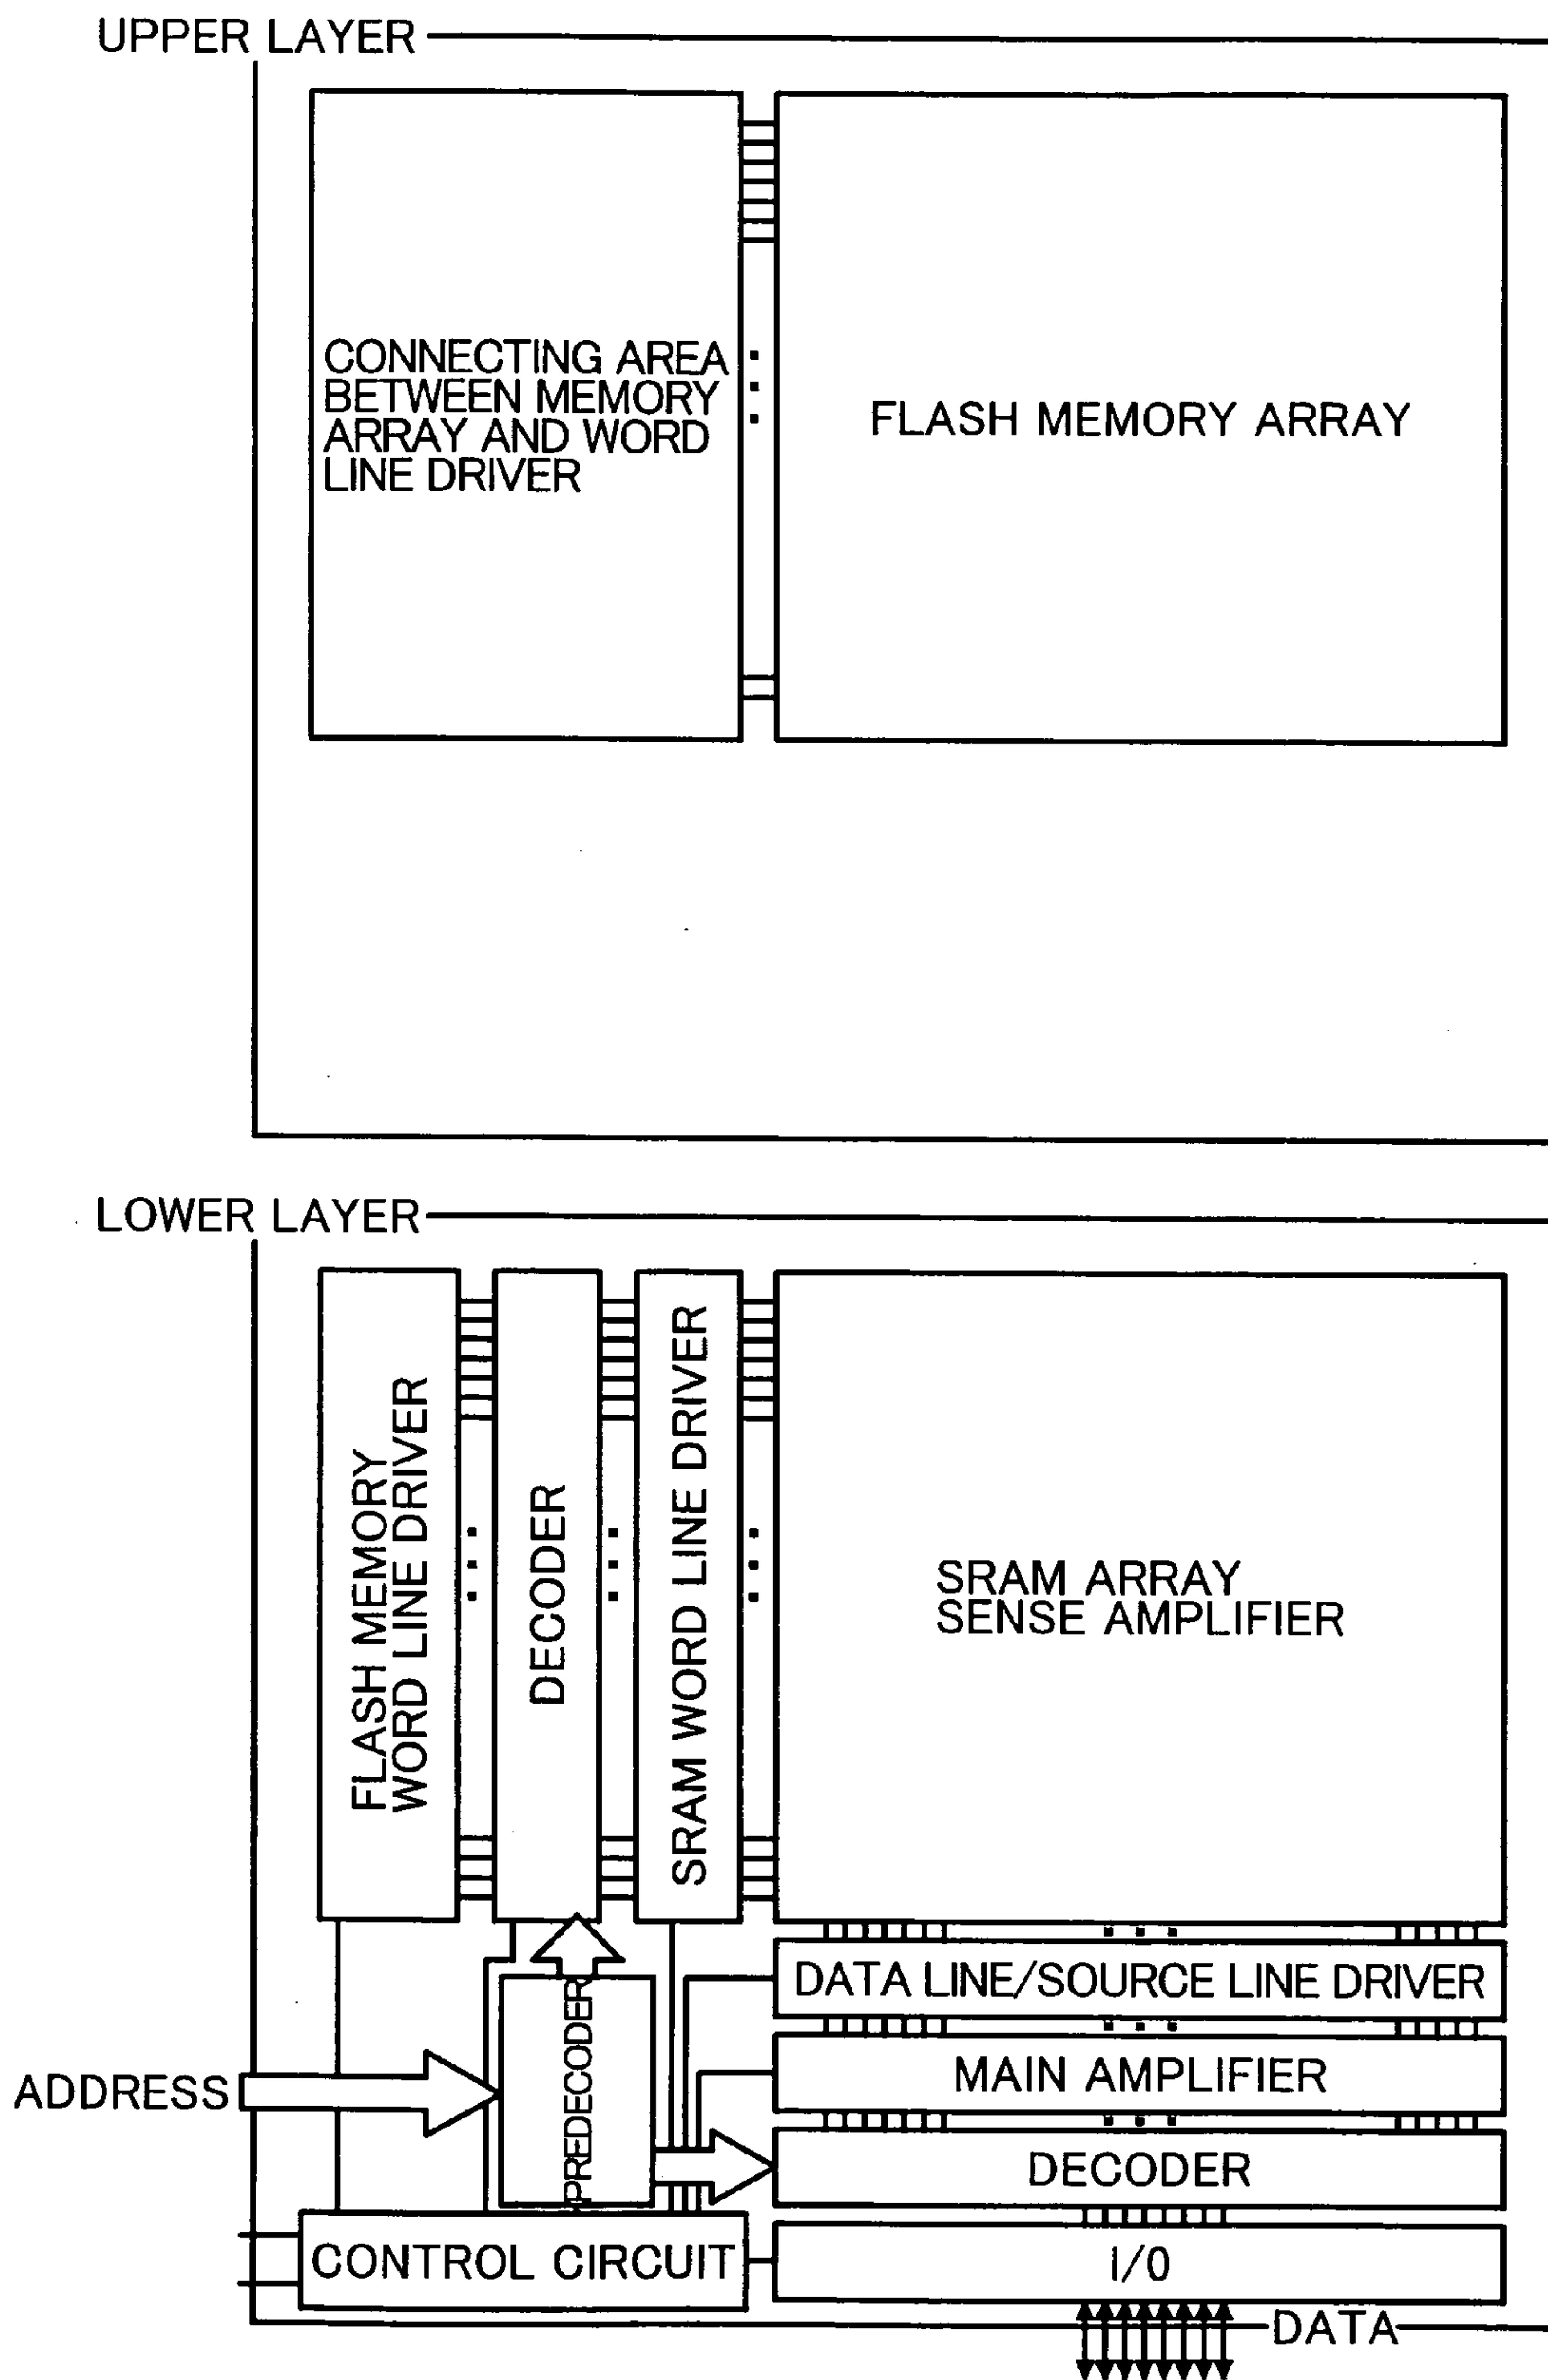 UPPER LAYER
CONNECTING AREA
BETWEEN MEMORY
ARRAY AND WORD
LINE DRIVER
FLASH MEMORY ARRAY
LOWER LAYER
FLASH MEMORY
WORD LINE DRIVER
DECODER
SRAM WORD LINE DRIVER
SRAM ARRAY
SENSE AMPLIFIER
DATA LINE/SOURCE LINE DRIVER
ADDRESS
PREDECODER
MAIN AMPLIFIER
DECODER
CONTROL CIRCUIT
I/O
DATA